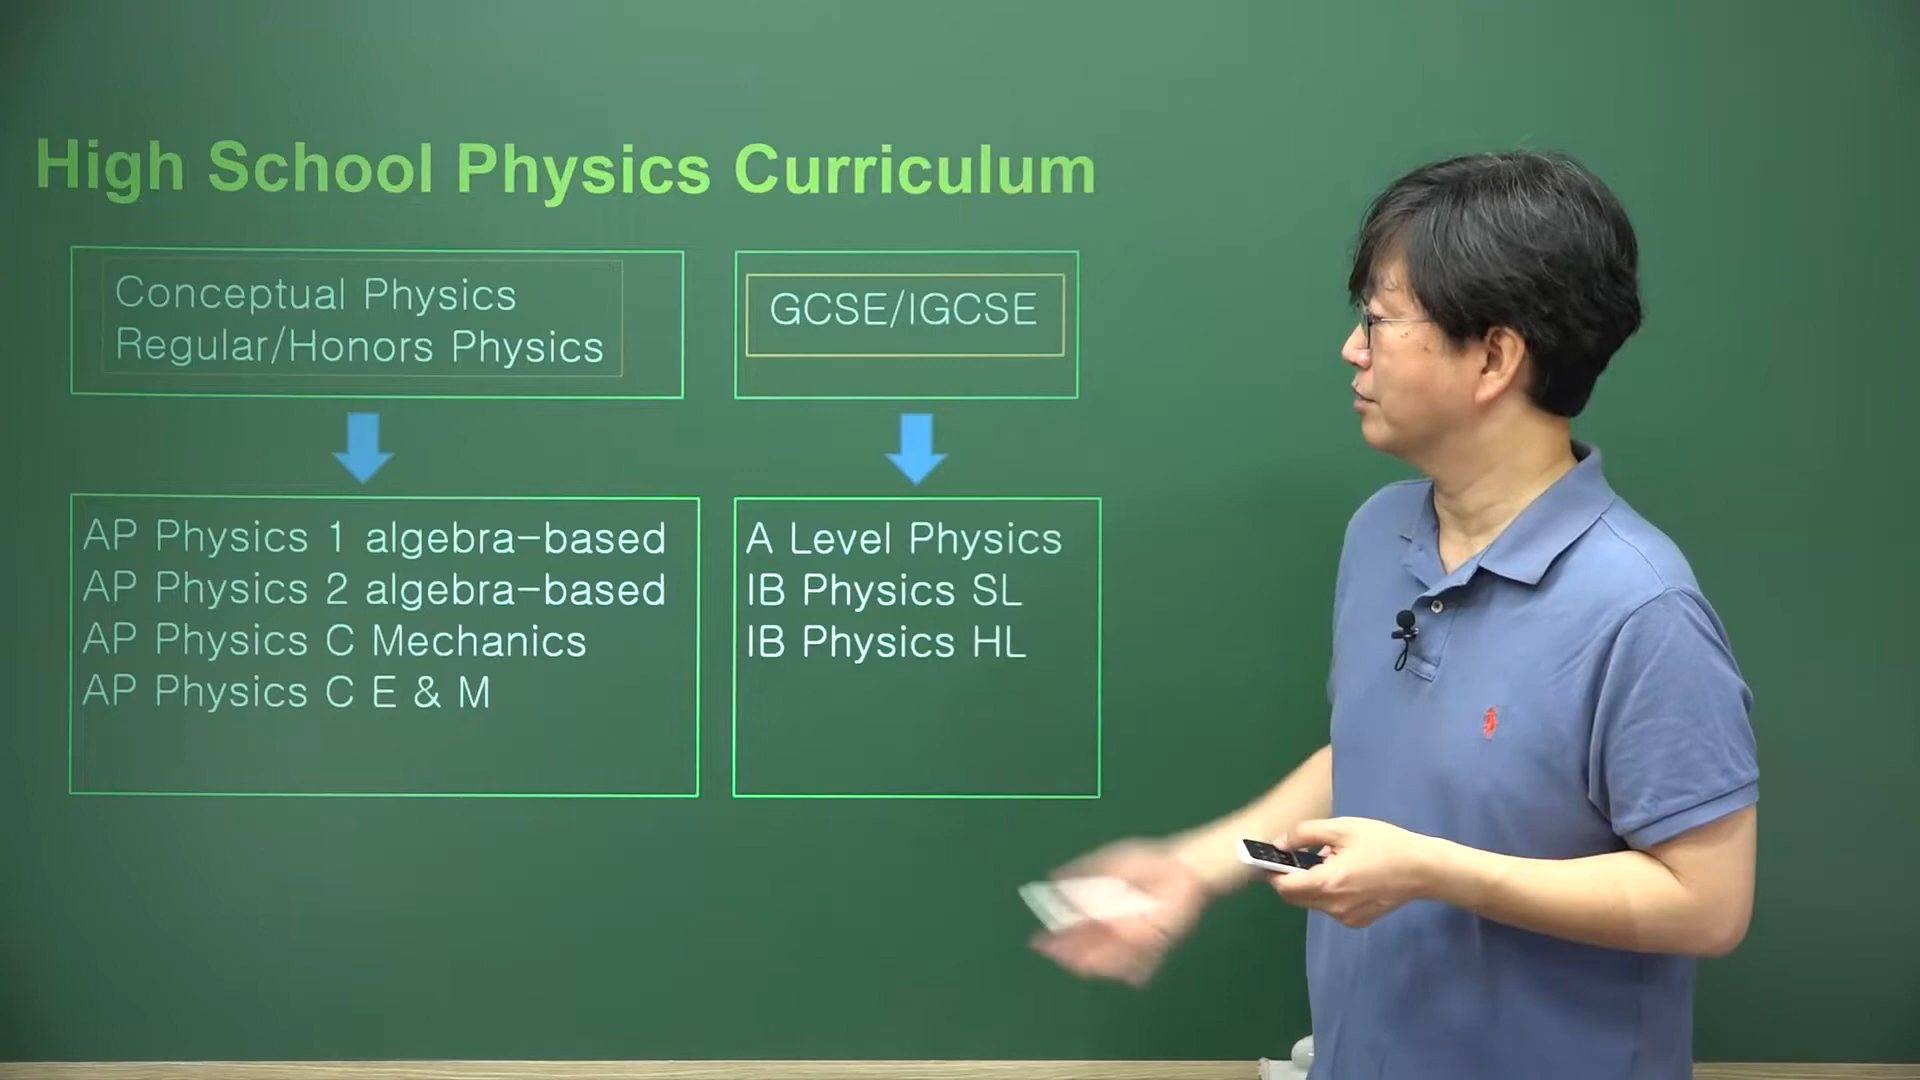 High School Physics Curriculum
Conceptual Physics
Regular/Honors Physics
GCSE/IGCSE
AP Physics 1 algebra-based
AP Physics 2 algebra-based
AP Physics C Mechanics
AP Physics C E & M
A Level Physics
IB Physics SL
IB Physics HL